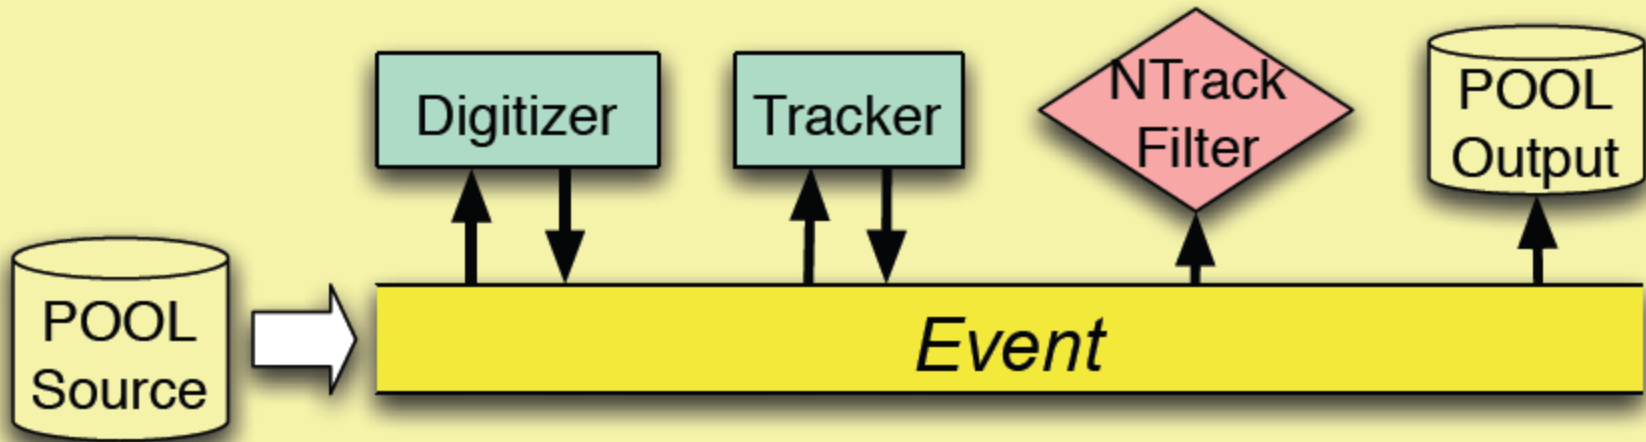 Digitizer
Tracker
NTrack
Filter
POOL
Output
POOL
Source
Event